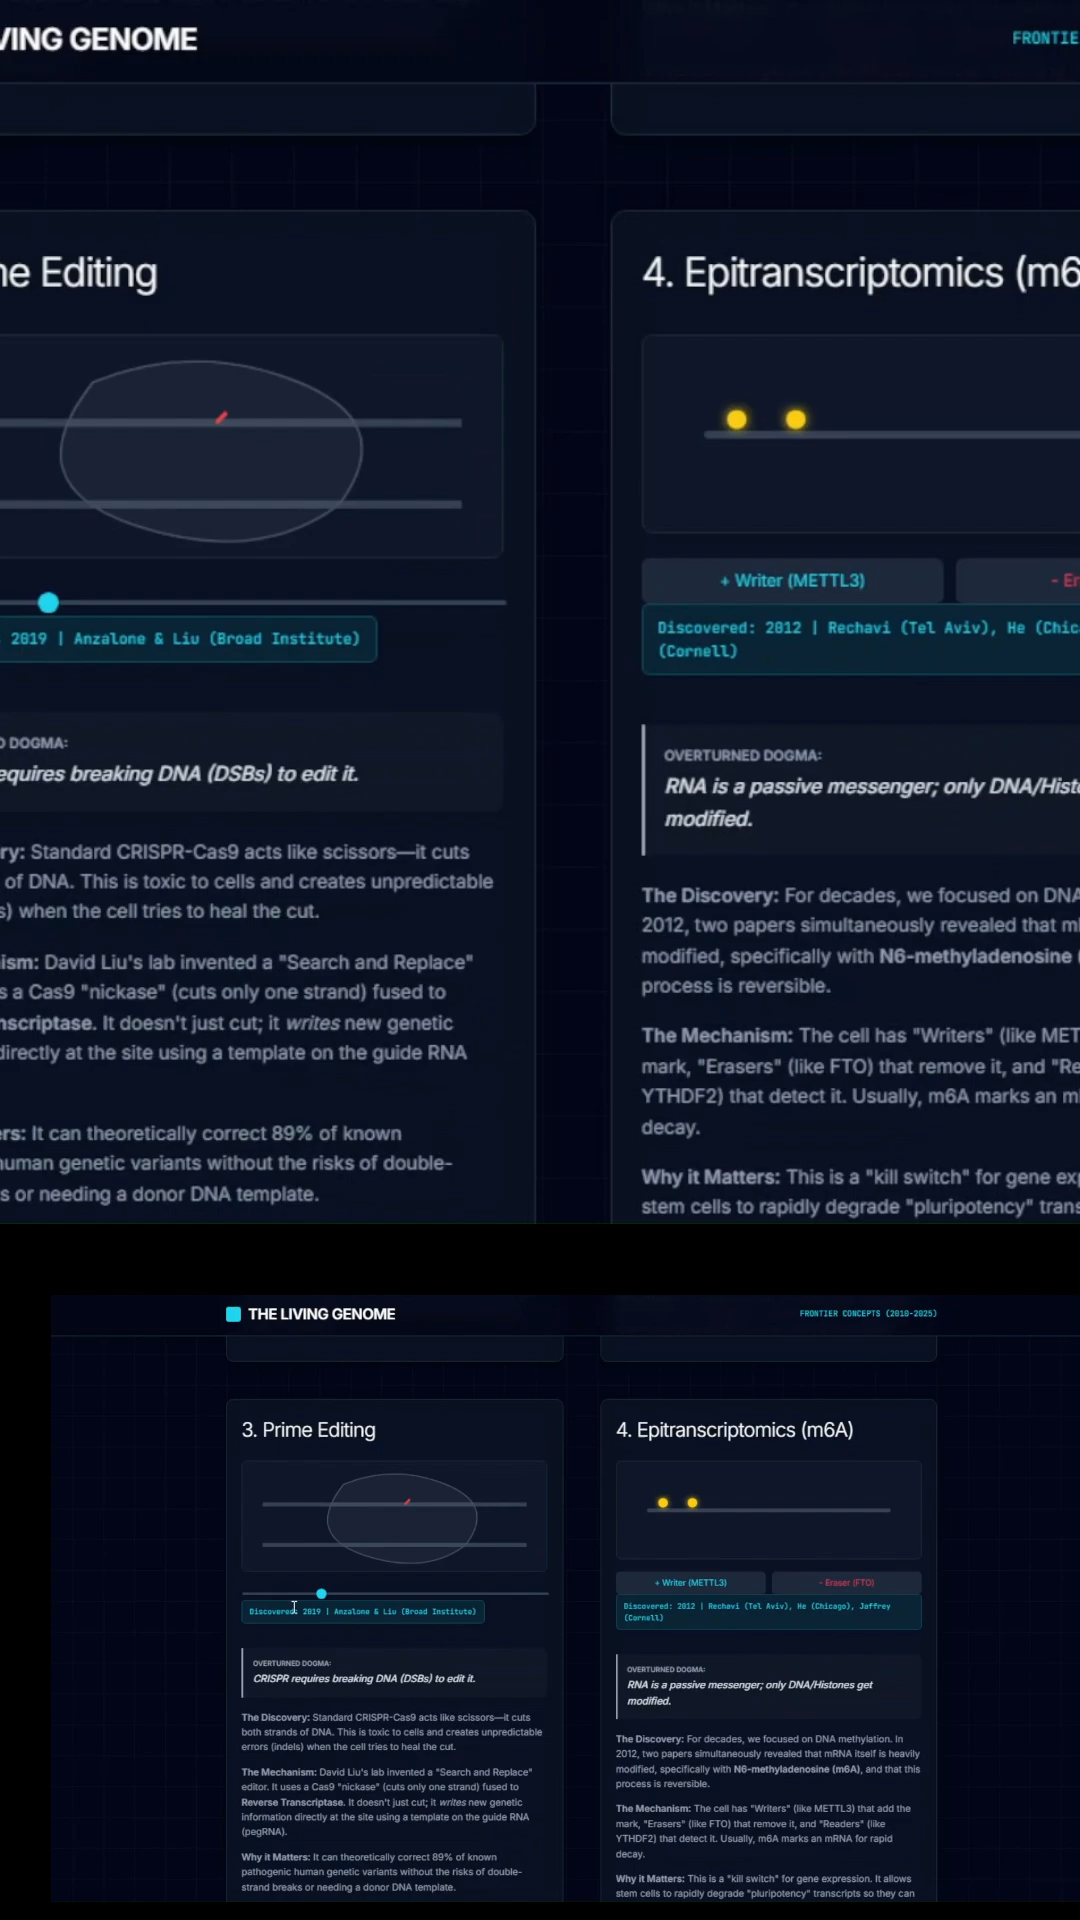 VING GENOME
FRONTIE
ne Editing
. 2019 | Anzalone & Liu (Broad Institute)
D DOGMA:
equires breaking DNA (DSBs) to edit it.
ry: Standard CRISPR-Cas9 acts like scissors—it cuts
of DNA. This is toxic to cells and creates unpredictable
s) when the cell tries to heal the cut.
ism: David Liu's lab invented a "Search and Replace"
s a Cas9 "nickase" (cuts only one strand) fused to
nscriptase. It doesn't just cut; it writes new genetic
directly at the site using a template on the guide RNA
ers: It can theoretically correct 89% of known
human genetic variants without the risks of double-
s or needing a donor DNA template.
4. Epitranscriptomics (m6
+ Writer (METTL3)
- Er
Discovered: 2012 | Rechavi (Tel Aviv), He (Chic
(Cornell)
OVERTURNED DOGMA:
RNA is a passive messenger; only DNA/Hist
modified.
The Discovery: For decades, we focused on DNA
2012, two papers simultaneously revealed that m
modified, specifically with N6-methyladenosine (
process is reversible.
The Mechanism: The cell has "Writers" (like MET
mark, "Erasers" (like FTO) that remove it, and "Re
YTHDF2) that detect it. Usually, m6A marks an m
decay.
Why it Matters: This is a "kill switch" for gene exp
stem cells to rapidly degrade "pluripotency" trans
THE LIVING GENOME
FRONTIER CONCEPTS (2010-2025)
3. Prime Editing
Discovered: 2019 | Anzalone & Liu (Broad Institute)
OVERTURNED DOGMA:
CRISPR requires breaking DNA (DSBs) to edit it.
The Discovery: Standard CRISPR-Cas9 acts like scissors—it cuts
both strands of DNA. This is toxic to cells and creates unpredictable
errors (indels) when the cell tries to heal the cut.
The Mechanism: David Liu's lab invented a "Search and Replace"
editor. It uses a Cas9 "nickase" (cuts only one strand) fused to
Reverse Transcriptase. It doesn't just cut; it writes new genetic
information directly at the site using a template on the guide RNA
(pegRNA).
Why it Matters: It can theoretically correct 89% of known
pathogenic human genetic variants without the risks of double-
strand breaks or needing a donor DNA template.
4. Epitranscriptomics (m6A)
+ Writer (METTL3)
- Eraser (FTO)
Discovered: 2012 | Rechavi (Tel Aviv), He (Chicago), Jaffrey
(Cornell)
OVERTURNED DOGMA:
RNA is a passive messenger; only DNA/Histones get
modified.
The Discovery: For decades, we focused on DNA methylation. In
2012, two papers simultaneously revealed that mRNA itself is heavily
modified, specifically with N6-methyladenosine (m6A), and that this
process is reversible.
The Mechanism: The cell has "Writers" (like METTL3) that add the
mark, "Erasers" (like FTO) that remove it, and "Readers" (like
YTHDF2) that detect it. Usually, m6A marks an mRNA for rapid
decay.
Why it Matters: This is a "kill switch" for gene expression. It allows
stem cells to rapidly degrade "pluripotency" transcripts so they can